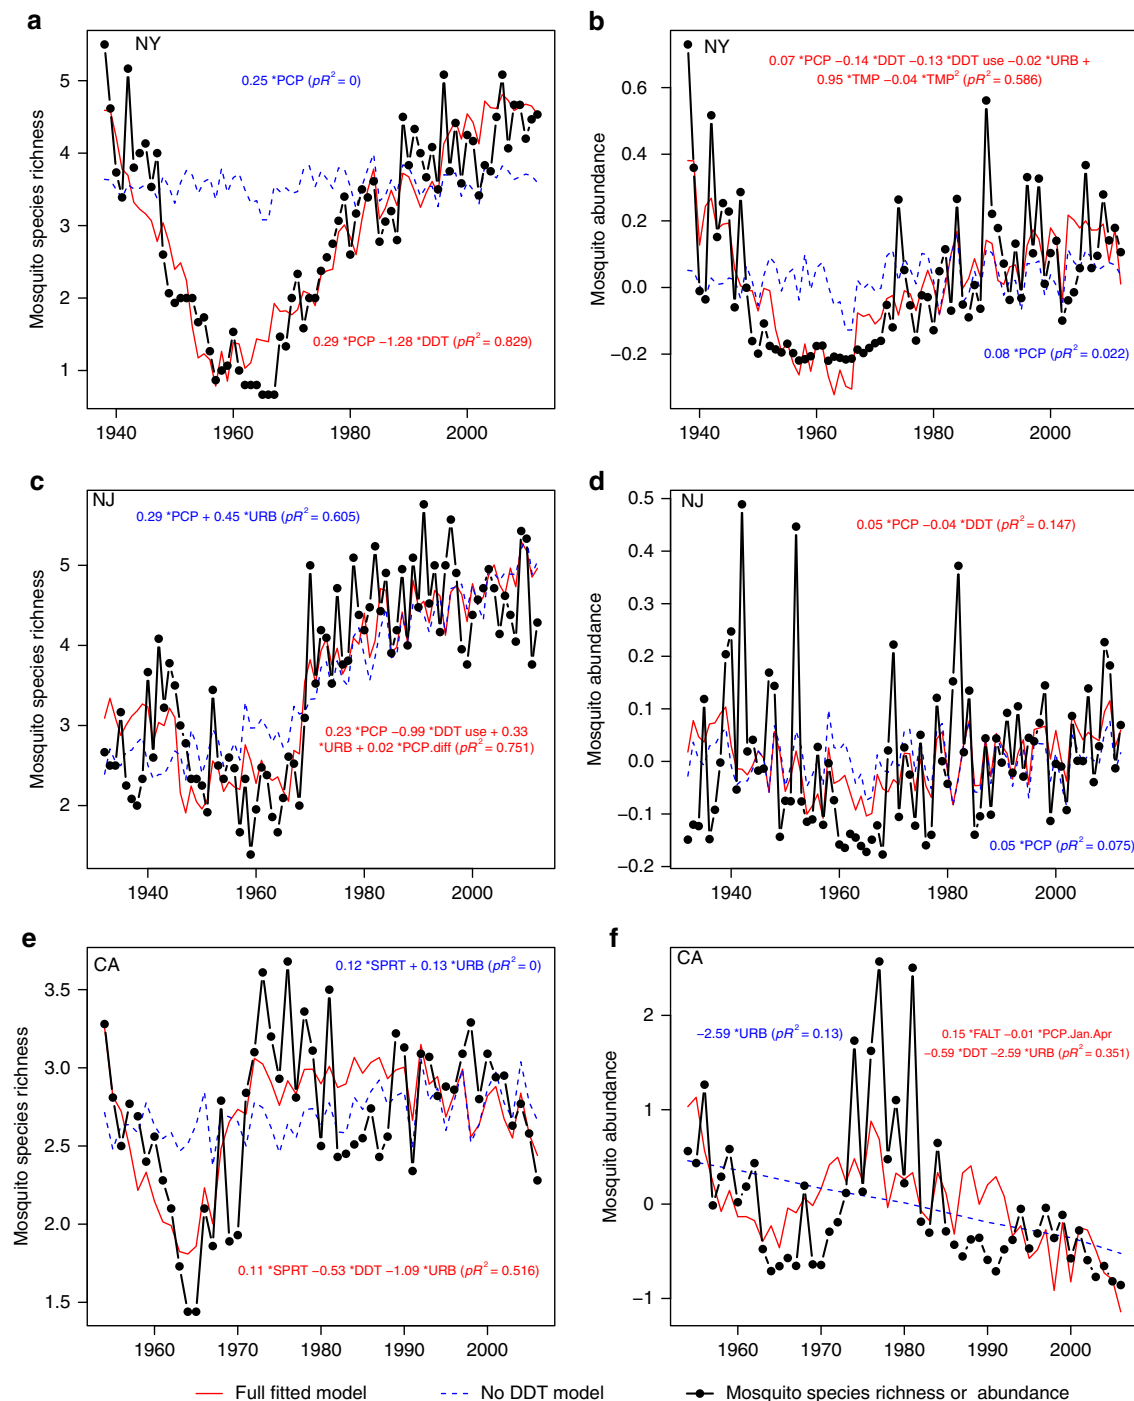 a
NY
0.25 *PCP (pR² = 0)
0.29 *PCP −1.28 *DDT (pR² = 0.829)
Mosquito species richness
5
4
3
2
1
1940 1960 1980 2000
b
NY
0.07 *PCP −0.14 *DDT −0.13 *DDT use −0.02 *URB +
0.95 *TMP −0.04 *TMP² (pR² = 0.586)
0.08 *PCP (pR² = 0.022)
Mosquito abundance
0.6
0.4
0.2
0.0
−0.2
1940 1960 1980 2000
c
NJ
0.29 *PCP + 0.45 *URB (pR² = 0.605)
0.23 *PCP −0.99 *DDT use + 0.33
*URB + 0.02 *PCP.diff (pR² = 0.751)
Mosquito species richness
5
4
3
2
1940 1960 1980 2000
d
NJ
0.05 *PCP −0.04 *DDT (pR² = 0.147)
0.05 *PCP (pR² = 0.075)
Mosquito abundance
0.5
0.4
0.3
0.2
0.1
0.0
−0.1
−0.2
1940 1960 1980 2000
e
CA
0.12 *SPRT + 0.13 *URB (pR² = 0)
0.11 *SPRT −0.53 *DDT −1.09 *URB (pR² = 0.516)
Mosquito species richness
3.5
3.0
2.5
2.0
1.5
1960 1970 1980 1990 2000
f
CA
−2.59 *URB (pR² = 0.13)
0.15 *FALT −0.01 *PCP.Jan.Apr
−0.59 *DDT −2.59 *URB (pR² = 0.351)
Mosquito abundance
2
1
0
−1
1960 1970 1980 1990 2000
Full fitted model
No DDT model
Mosquito species richness or abundance